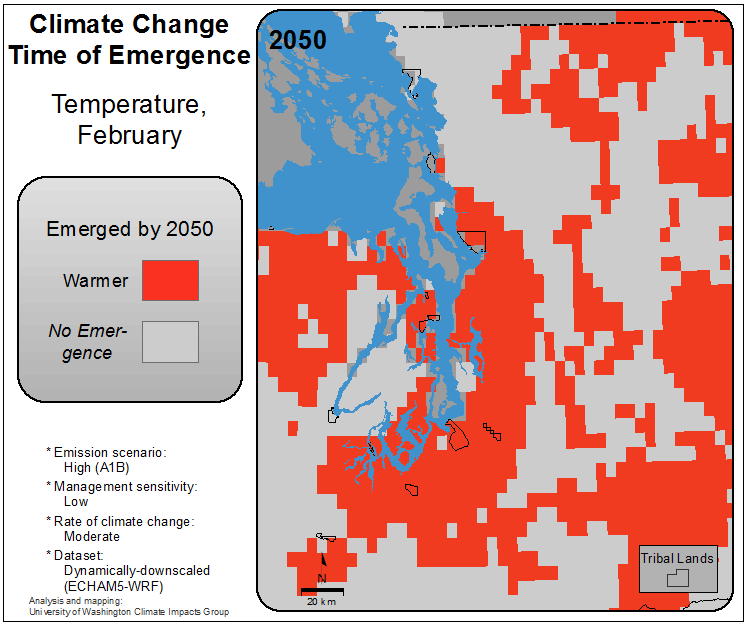 Climate Change
Time of Emergence
Temperature,
February
Emerged by 2050
Warmer
No Emer-
gence
* Emission scenario:
High (A1B)
* Management sensitivity:
Low
* Rate of climate change:
Moderate
* Dataset:
Dynamically-downscaled
(ECHAM5-WRF)
Analysis and mapping:
University of Washington Climate Impacts Group
2050
N
20 km
Tribal Lands